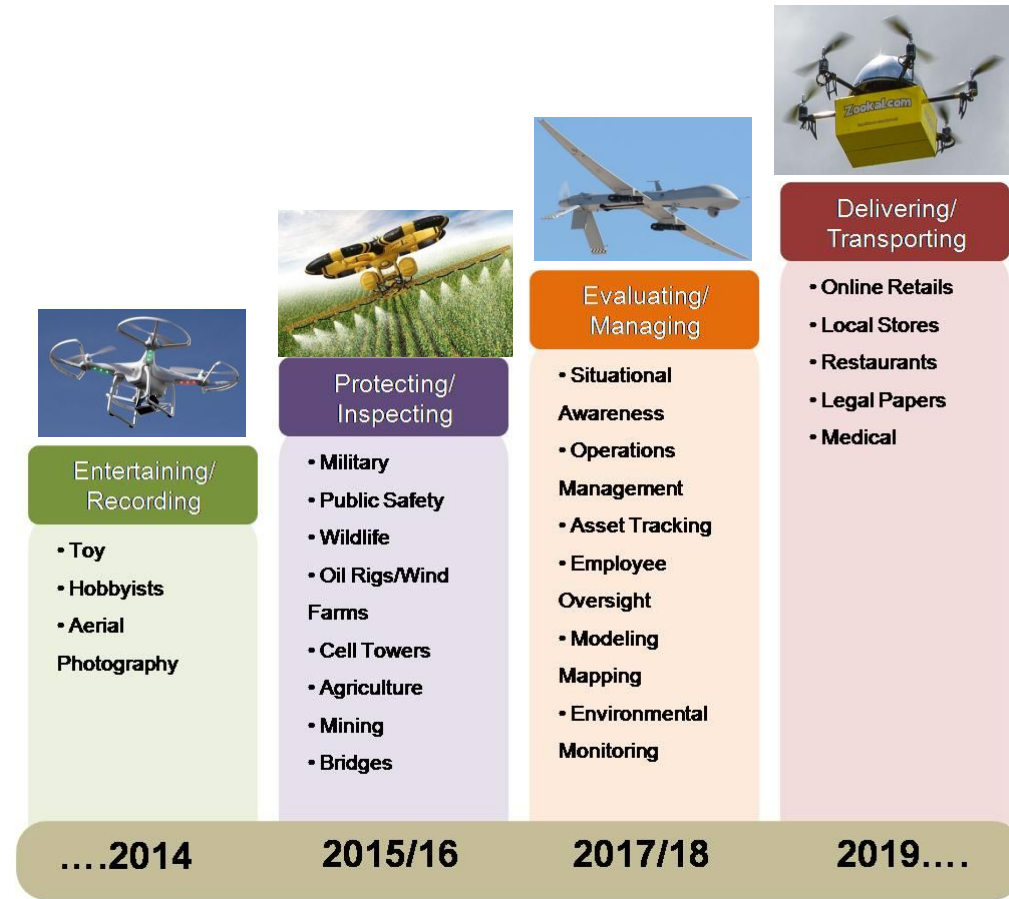 Zookal.com
Delivering/
Transporting
• Online Retails
• Local Stores
• Restaurants
• Legal Papers
• Medical
Evaluating/
Managing
• Situational
Awareness
• Operations
Management
• Asset Tracking
• Employee
Oversight
• Modeling
Mapping
• Environmental
Monitoring
Protecting/
Inspecting
• Military
• Public Safety
• Wildlife
• Oil Rigs/Wind
Farms
• Cell Towers
• Agriculture
• Mining
• Bridges
Entertaining/
Recording
• Toy
• Hobbyists
• Aerial
Photography
....2014
2015/16
2017/18
2019....